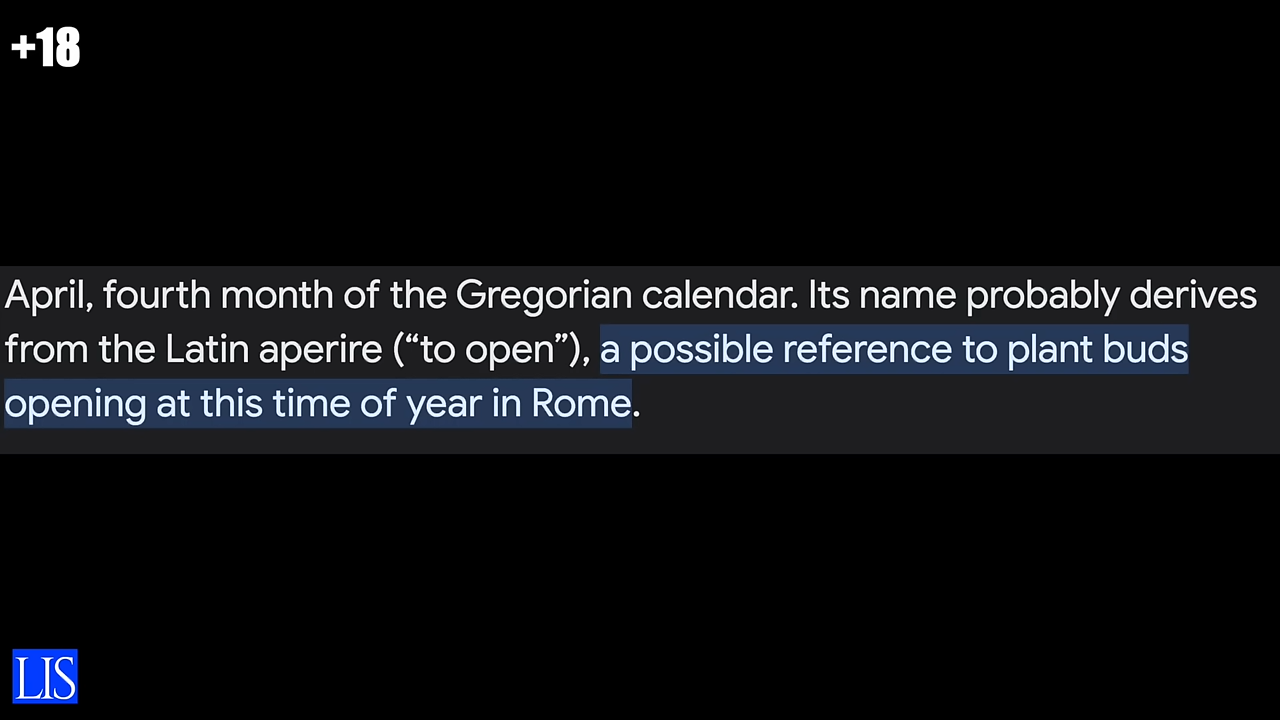 +18
April, fourth month of the Gregorian calendar. Its name probably derives
from the Latin aperire (“to open”), a possible reference to plant buds
opening at this time of year in Rome.
LIS